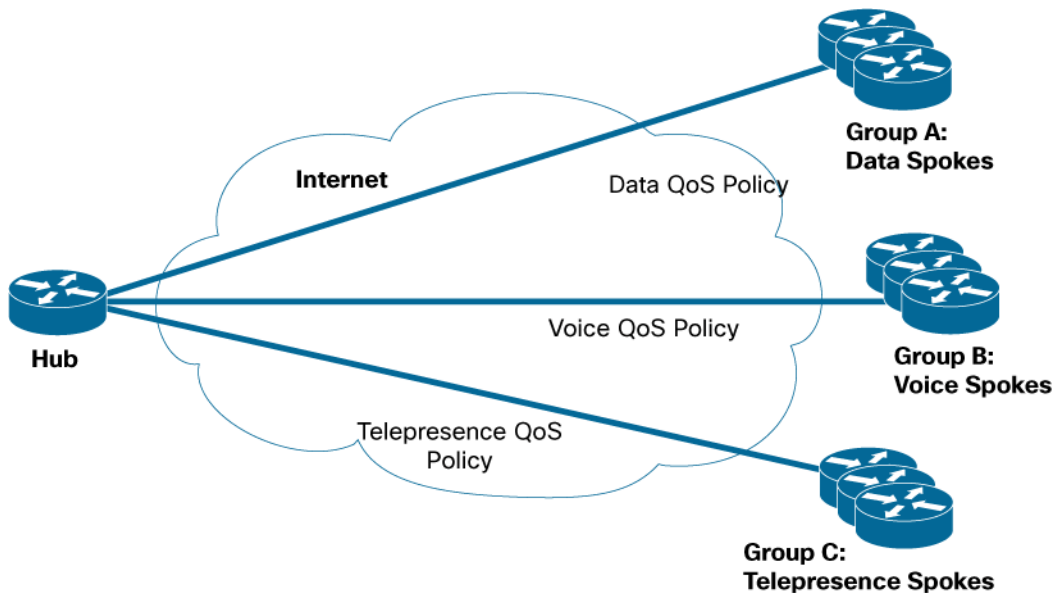 Group A:
Data Spokes
Internet
Data QoS Policy
Hub
Voice QoS Policy
Group B:
Voice Spokes
Telepresence QoS
Policy
Group C:
Telepresence Spokes